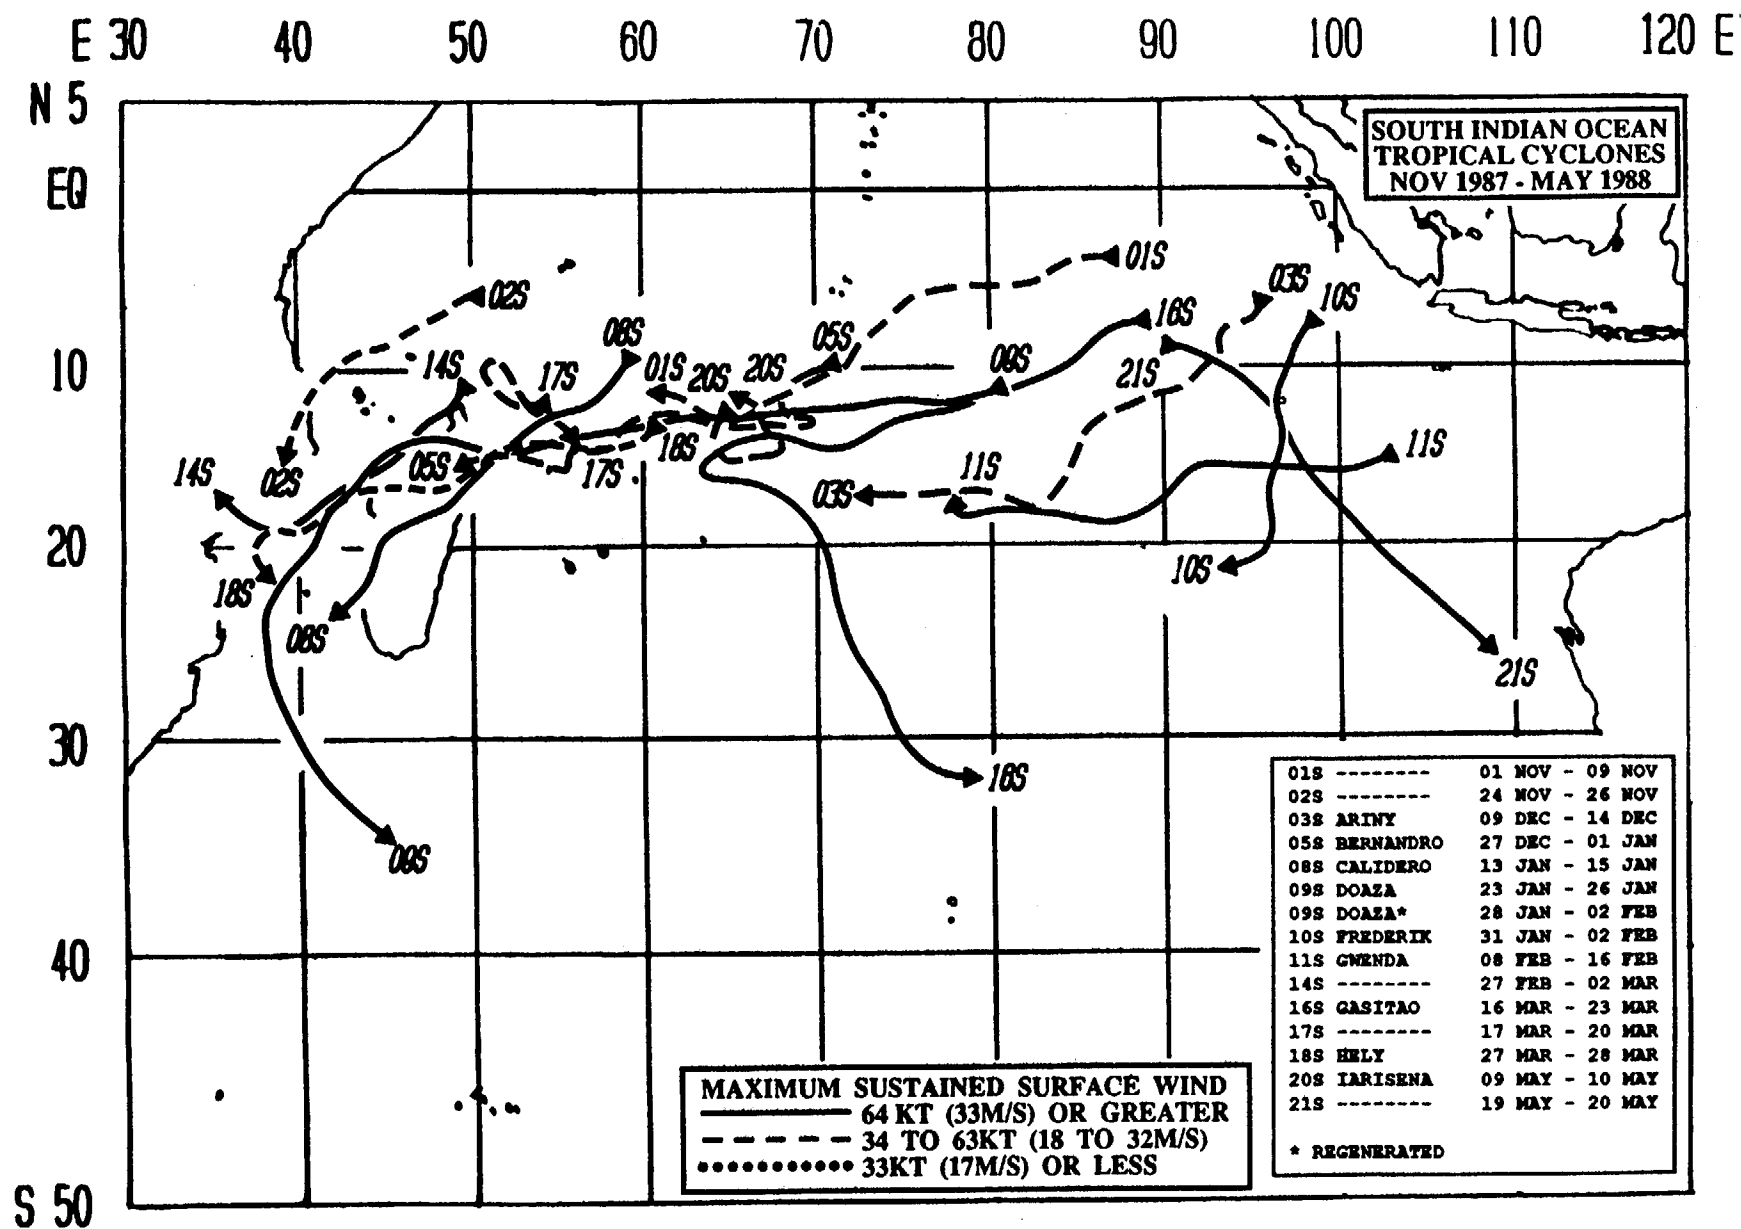 E 30 40 50 60 70 80 90 100 110 120 E
N 5
EQ
10
20
30
40
S 50
SOUTH INDIAN OCEAN
TROPICAL CYCLONES
NOV 1987 - MAY 1988
01S
02S
03S
10S
16S
08S
05S
09S
14S
17S
01S
20S
20S
21S
11S
18S
14S
02S
05S
17S
11S
03S
10S
18S
08S
21S
16S
09S
01S -------- 01 NOV - 09 NOV
02S -------- 24 NOV - 26 NOV
03S ARINY 09 DEC - 14 DEC
05S BERNANDRO 27 DEC - 01 JAN
08S CALIDERO 13 JAN - 15 JAN
09S DOAZA 23 JAN - 26 JAN
09S DOAZA* 28 JAN - 02 FEB
10S FREDERIK 31 JAN - 02 FEB
11S GWENDA 08 FEB - 16 FEB
14S -------- 27 FEB - 02 MAR
16S GASITAO 16 MAR - 23 MAR
17S -------- 17 MAR - 20 MAR
18S HELY 27 MAR - 28 MAR
20S IARISENA 09 MAY - 10 MAY
21S -------- 19 MAY - 20 MAY
* REGENERATED
MAXIMUM SUSTAINED SURFACE WIND
64 KT (33M/S) OR GREATER
34 TO 63KT (18 TO 32M/S)
33KT (17M/S) OR LESS